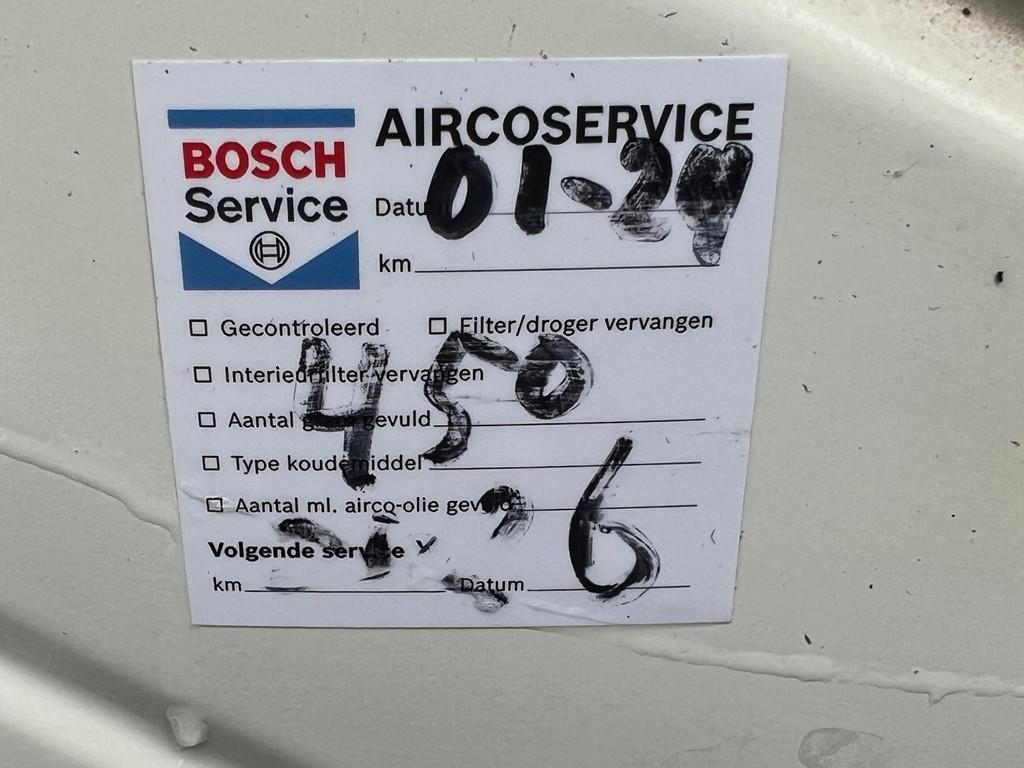 AIRCOSERVICE
BOSCH
Service
Datum 01-24
km
Gecontroleerd
Filter/droger vervangen
Interieurfilter vervangen
450
Aantal gram gevuld
Type koudemiddel
Aantal ml. airco-olie gevuld
Volgende service
km
Datum
6